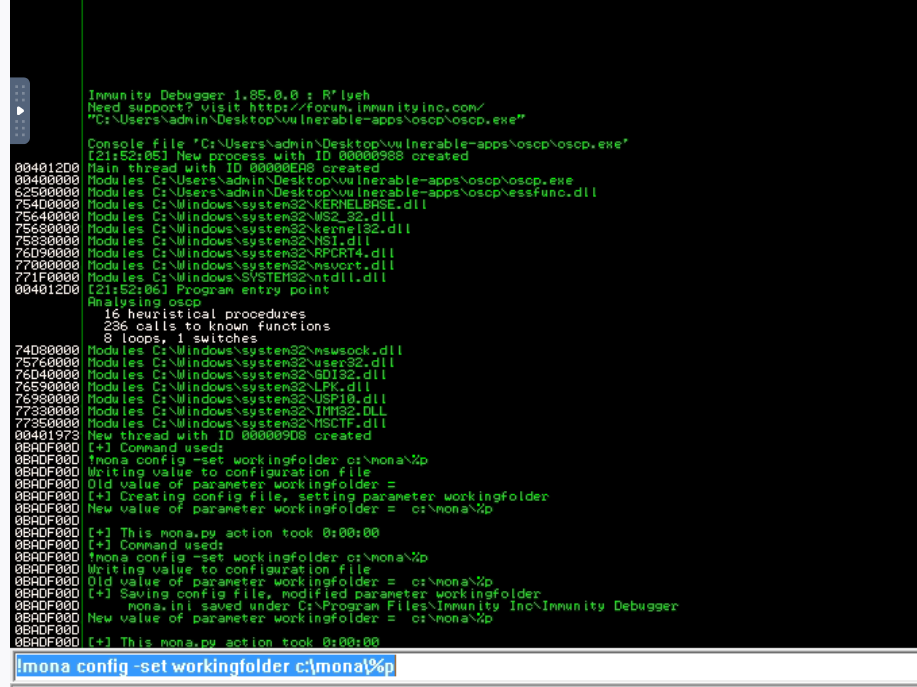 Immunity Debugger 1.85.0.0 : R'lyeh
Need support? visit http://forum.immunityinc.com/
"C:\Users\admin\Desktop\vulnerable-apps\oscp\oscp.exe"
Console file 'C:\Users\admin\Desktop\vulnerable-apps\oscp\oscp.exe'
[21:52:05] New process with ID 00000988 created
004012D0 Main thread with ID 00000EA8 created
00400000 Modules C:\Users\admin\Desktop\vulnerable-apps\oscp\oscp.exe
62500000 Modules C:\Users\admin\Desktop\vulnerable-apps\oscp\essfunc.dll
754D0000 Modules C:\Windows\system32\KERNELBASE.dll
75640000 Modules C:\Windows\system32\WS2_32.dll
75680000 Modules C:\Windows\system32\kernel32.dll
75830000 Modules C:\Windows\system32\NSI.dll
76D90000 Modules C:\Windows\system32\RPCRT4.dll
77000000 Modules C:\Windows\system32\msvcrt.dll
771F0000 Modules C:\Windows\SYSTEM32\ntdll.dll
004012D0 [21:52:06] Program entry point
Analysing oscp
16 heuristical procedures
236 calls to known functions
8 loops, 1 switches
74D80000 Modules C:\Windows\system32\mswsock.dll
75760000 Modules C:\Windows\system32\user32.dll
76D40000 Modules C:\Windows\system32\GDI32.dll
76590000 Modules C:\Windows\system32\LPK.dll
76980000 Modules C:\Windows\system32\USP10.dll
77330000 Modules C:\Windows\system32\IMM32.DLL
77350000 Modules C:\Windows\system32\MSCTF.dll
00401973 New thread with ID 000009D8 created
0BADF00D [+] Command used:
0BADF00D !mona config -set workingfolder c:\mona\%p
0BADF00D Writing value to configuration file
0BADF00D Old value of parameter workingfolder =
0BADF00D [+] Creating config file, setting parameter workingfolder
0BADF00D New value of parameter workingfolder =  c:\mona\%p
0BADF00D
0BADF00D [+] This mona.py action took 0:00:00
0BADF00D [+] Command used:
0BADF00D !mona config -set workingfolder c:\mona\%p
0BADF00D Writing value to configuration file
0BADF00D Old value of parameter workingfolder =  c:\mona\%p
0BADF00D [+] Saving config file, modified parameter workingfolder
0BADF00D mona.ini saved under C:\Program Files\Immunity Inc\Immunity Debugger
0BADF00D New value of parameter workingfolder =  c:\mona\%p
0BADF00D
0BADF00D [+] This mona.py action took 0:00:00
!mona config -set workingfolder c:\mona\%p